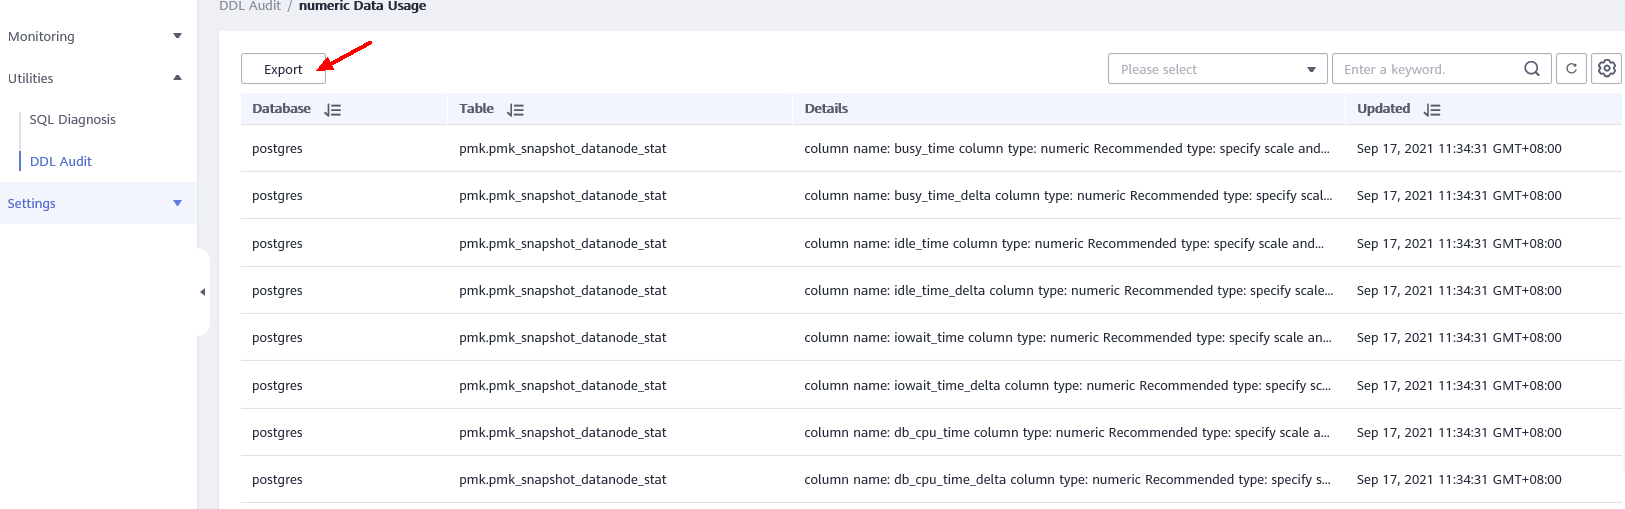 DDL Audit / numeric Data Usage
Monitoring
Utilities
SQL Diagnosis
DDL Audit
Settings
Export
Please select
Enter a keyword.
Database Table Details Updated
postgres pmk.pmk_snapshot_datanode_stat column name: busy_time column type: numeric Recommended type: specify scale and... Sep 17, 2021 11:34:31 GMT+08:00
postgres pmk.pmk_snapshot_datanode_stat column name: busy_time_delta column type: numeric Recommended type: specify scal... Sep 17, 2021 11:34:31 GMT+08:00
postgres pmk.pmk_snapshot_datanode_stat column name: idle_time column type: numeric Recommended type: specify scale and... Sep 17, 2021 11:34:31 GMT+08:00
postgres pmk.pmk_snapshot_datanode_stat column name: idle_time_delta column type: numeric Recommended type: specify scale... Sep 17, 2021 11:34:31 GMT+08:00
postgres pmk.pmk_snapshot_datanode_stat column name: iowait_time column type: numeric Recommended type: specify scale an... Sep 17, 2021 11:34:31 GMT+08:00
postgres pmk.pmk_snapshot_datanode_stat column name: iowait_time_delta column type: numeric Recommended type: specify sc... Sep 17, 2021 11:34:31 GMT+08:00
postgres pmk.pmk_snapshot_datanode_stat column name: db_cpu_time column type: numeric Recommended type: specify scale a... Sep 17, 2021 11:34:31 GMT+08:00
postgres pmk.pmk_snapshot_datanode_stat column name: db_cpu_time_delta column type: numeric Recommended type: specify s... Sep 17, 2021 11:34:31 GMT+08:00